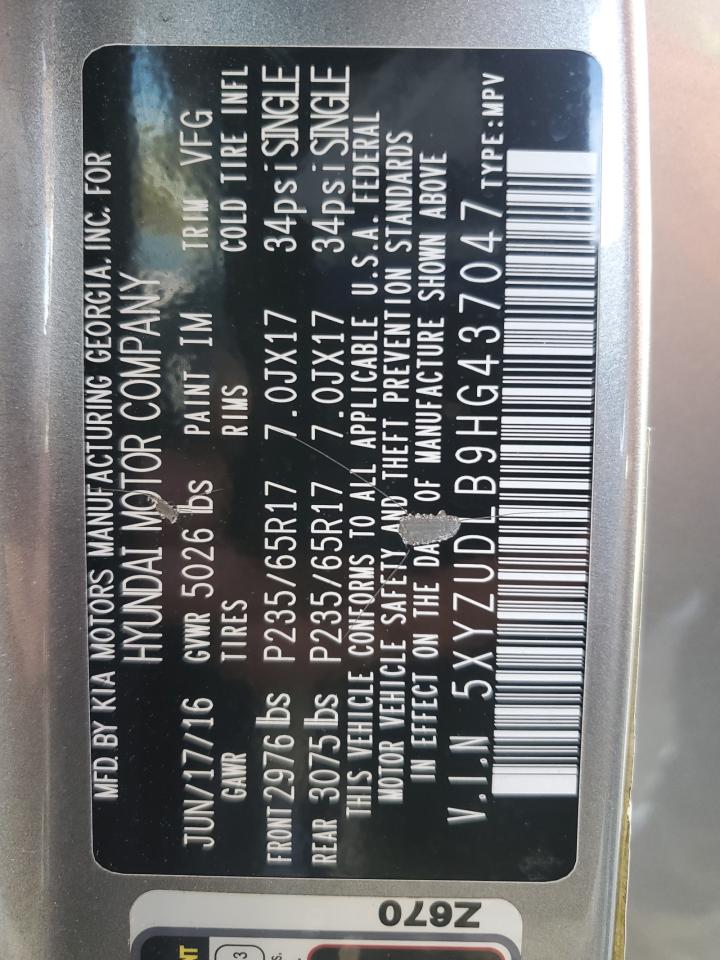 MFD. BY KIA MOTORS MANUFACTURING GEORGIA, INC. FOR
HYUNDAI MOTOR COMPANY
JUN/17/16 GVWR 5026 lbs PAINT IM TRIM VFG
GAWR TIRES RIMS COLD TIRE INFL
FRONT 2976 lbs P235/65R17 7.0JX17 34psi SINGLE
REAR 3075 lbs P235/65R17 7.0JX17 34psi SINGLE
THIS VEHICLE CONFORMS TO ALL APPLICABLE U.S.A. FEDERAL
MOTOR VEHICLE SAFETY AND THEFT PREVENTION STANDARDS
IN EFFECT ON THE DA OF MANUFACTURE SHOWN ABOVE
V.I.N 5XYZUDLB9HG437047 TYPE:MPV
Z670
3